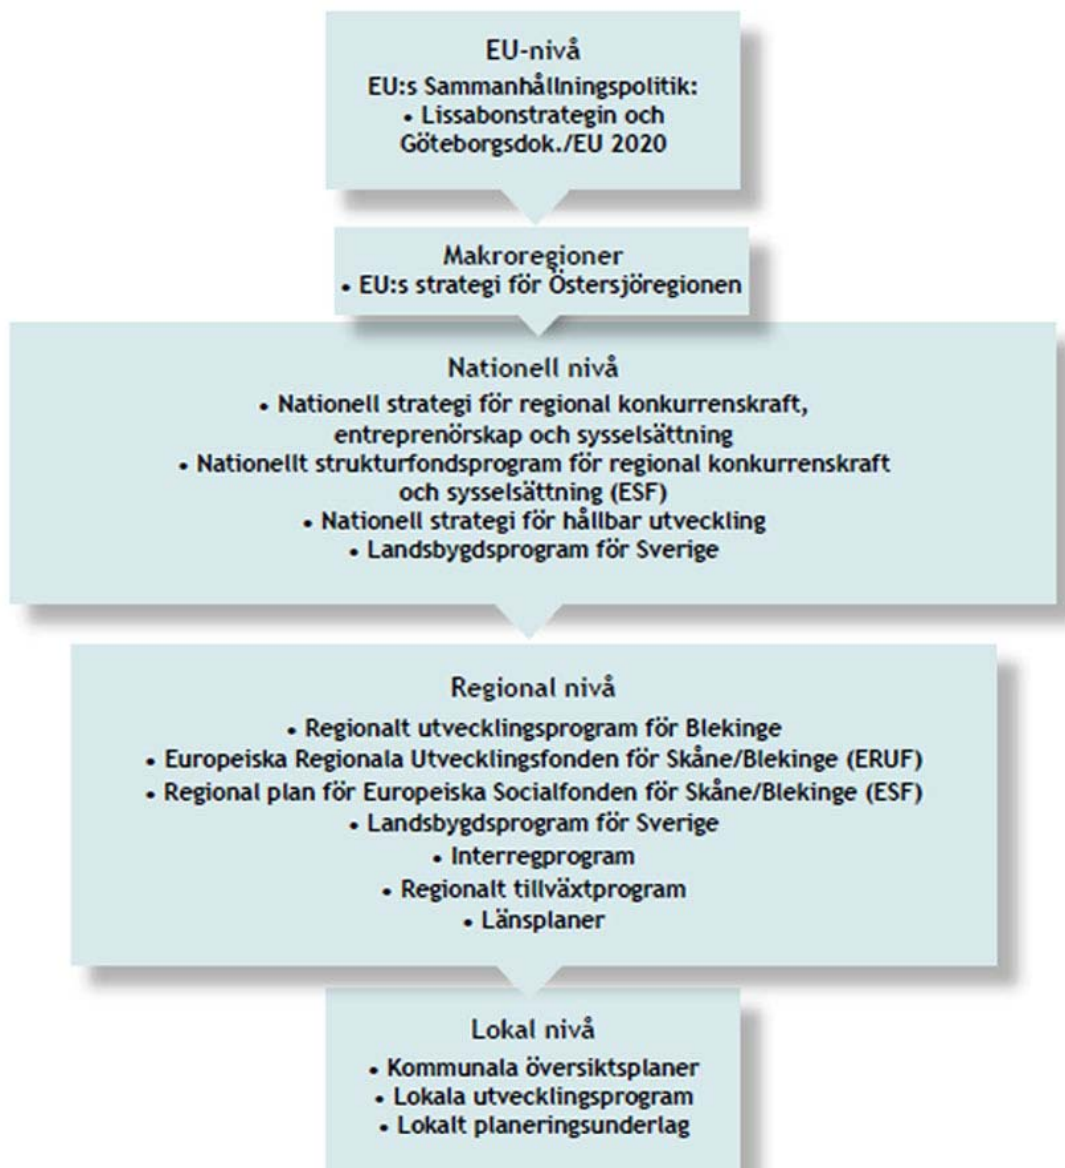 EU-nivå
EU:s Sammanhållningspolitik:
• Lissabonstrategin och
Göteborgsdok./EU 2020
Makroregioner
• EU:s strategi för Östersjöregionen
Nationell nivå
• Nationell strategi för regional konkurrenskraft,
entreprenörskap och sysselsättning
• Nationellt strukturfondsprogram för regional konkurrenskraft
och sysselsättning (ESF)
• Nationell strategi för hållbar utveckling
• Landsbygdsprogram för Sverige
Regional nivå
• Regionalt utvecklingsprogram för Blekinge
• Europeiska Regionala Utvecklingsfonden för Skåne/Blekinge (ERUF)
• Regional plan för Europeiska Socialfonden för Skåne/Blekinge (ESF)
• Landsbygdsprogram för Sverige
• Interregprogram
• Regionalt tillväxtprogram
• Länsplaner
Lokal nivå
• Kommunala översiktsplaner
• Lokala utvecklingsprogram
• Lokalt planeringsunderlag